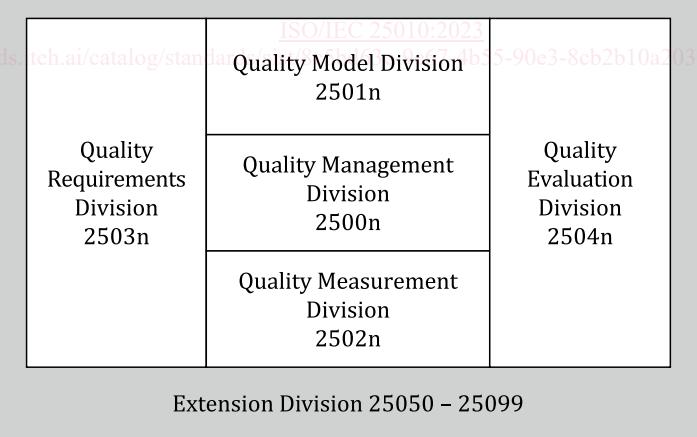 ISO/IEC 25010:2023
Quality Model Division
2501n
Quality
Requirements
Division
2503n
Quality Management
Division
2500n
Quality Measurement
Division
2502n
Quality
Evaluation
Division
2504n
Extension Division 25050 – 25099